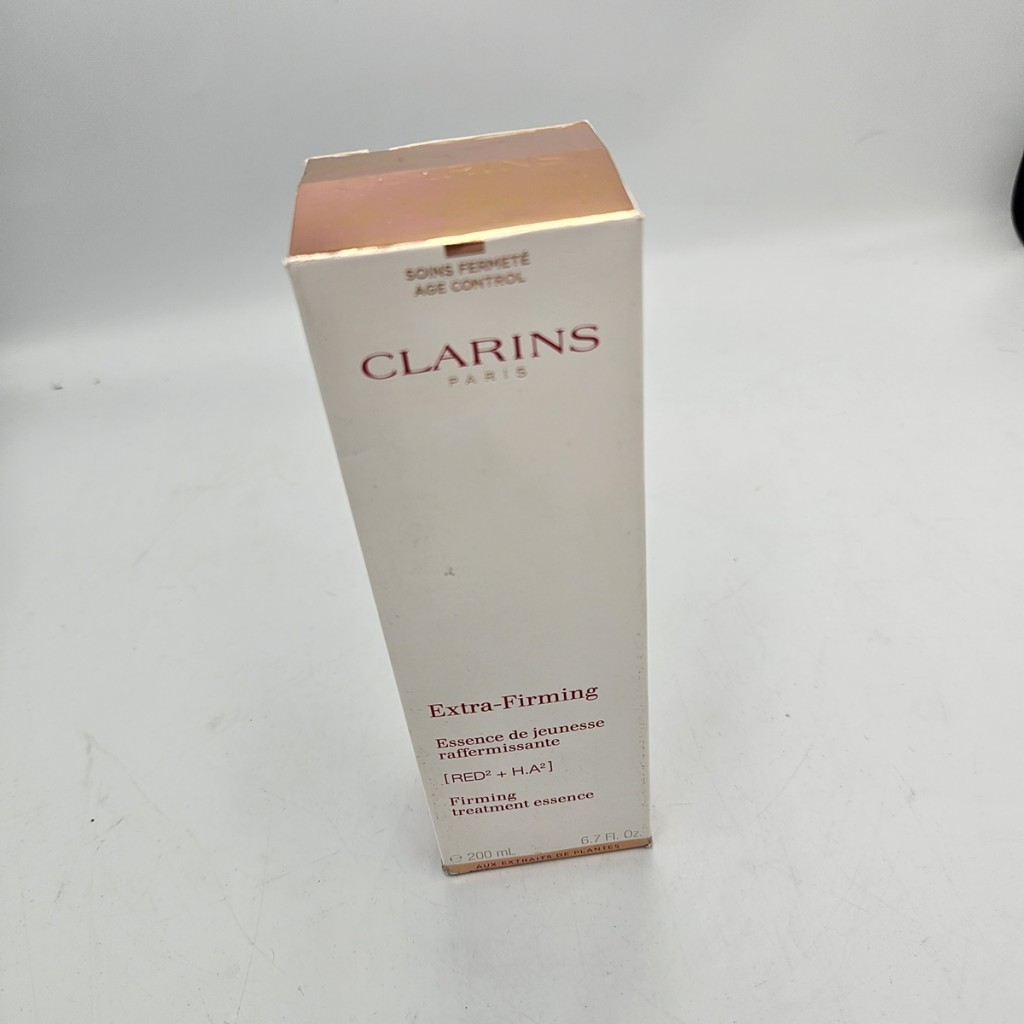 SOINS FERMETÉ
AGE CONTROL
CLARINS
PARIS
Extra-Firming
Essence de jeunesse
raffermissante
[RED² + H.A²]
Firming
treatment essence
℮ 200 mL 6.7 Fl. Oz.
AUX EXTRAITS DE PLANTES